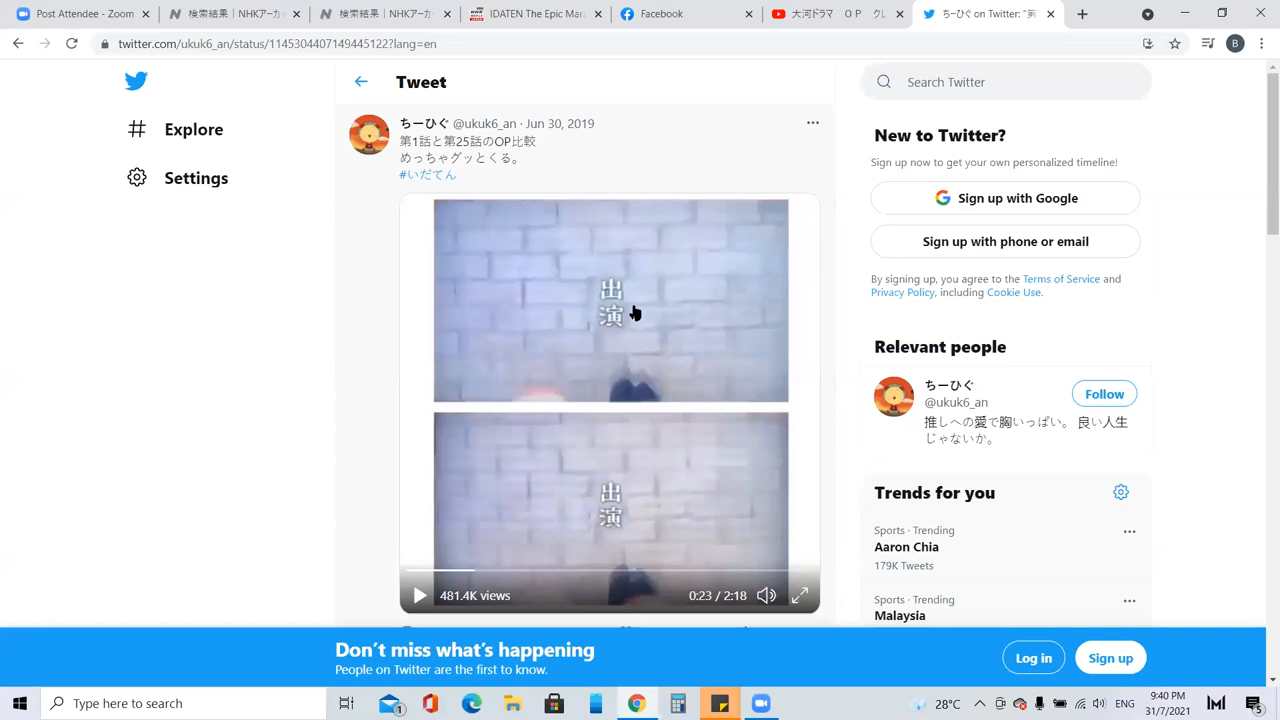 Post Attendee - Zoom
検索結果 | NHKアーカ
検索結果 | NHKアーカ
IDATEN The Epic Mar
Facebook
大河ドラマ OP クレ
ちーひぐ on Twitter: "第
twitter.com/ukuk6_an/status/1145304407149445122?lang=en
B
Explore
Settings
Tweet
ちーひぐ @ukuk6_an · Jun 30, 2019
第1話と第25話のOP比較
めっちゃグッとくる。
#いだてん
出演
出演
481.4K views
0:23 / 2:18
Search Twitter
New to Twitter?
Sign up now to get your own personalized timeline!
Sign up with Google
Sign up with phone or email
By signing up, you agree to the Terms of Service and
Privacy Policy, including Cookie Use.
Relevant people
ちーひぐ
@ukuk6_an
Follow
推しへの愛で胸いっぱい。 良い人生
じゃないか。
Trends for you
Sports · Trending
Aaron Chia
179K Tweets
Sports · Trending
Malaysia
Don't miss what's happening
People on Twitter are the first to know.
Log in
Sign up
Type here to search
1
28°C
ENG
9:40 PM
31/7/2021
5